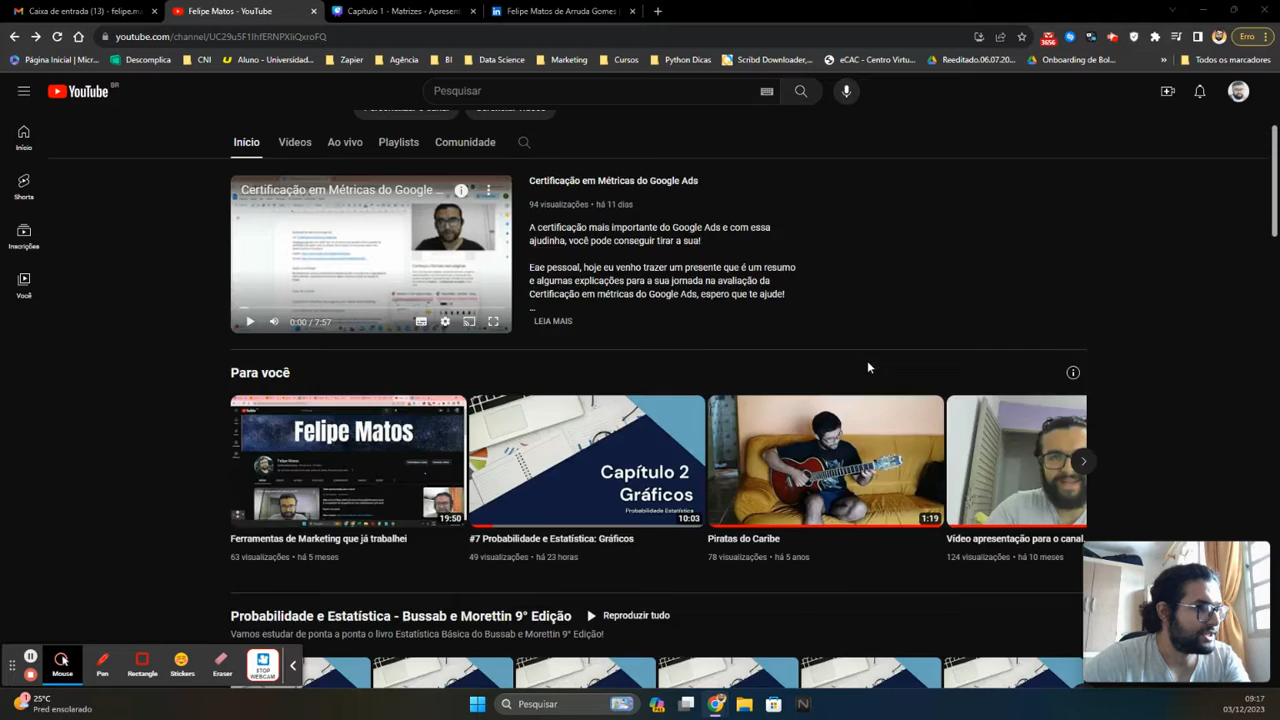 Caixa de entrada (13) - felipe.ma
Felipe Matos - YouTube
Capítulo 1 - Matrizes - Apresent
Felipe Matos de Arruda Gomes |
youtube.com/channel/UC29u5F1IhfERNPXIiQxroFQ
3656
Erro
Página Inicial | Micr...
Descomplica
CNI
Aluno - Universidad...
Zapier
Agência
BI
Data Science
Marketing
Cursos
Python Dicas
Scribd Downloader...
eCAC - Centro Virtu...
Reeditado.06.07.20...
Onboarding de Bol...
»
Todos os marcadores
YouTube BR
Pesquisar
Início
Vídeos
Ao vivo
Playlists
Comunidade
Início
Shorts
Inscrições
Você
Certificação em Métricas do Google ...
0:00 / 7:57
Certificação em Métricas do Google Ads
94 visualizações • há 11 dias
A certificação mais importante do Google Ads e com essa
ajudinha você pode conseguir tirar a sua!
Eae pessoal, hoje eu venho trazer um presente que é um resumo
e algumas explicações para a sua jornada na avaliação da
Certificação em métricas do Google Ads, espero que te ajude!
...
LEIA MAIS
Para você
Felipe Matos
19:50
Capítulo 2
Gráficos
Probabilidade Estatística
10:03
1:19
Ferramentas de Marketing que já trabalhei
63 visualizações • há 5 meses
#7 Probabilidade e Estatística: Gráficos
49 visualizações • há 23 horas
Piratas do Caribe
78 visualizações • há 5 anos
Vídeo apresentação para o canal
124 visualizações • há 10 meses
Probabilidade e Estatística - Bussab e Morettin 9° Edição
Reproduzir tudo
Vamos estudar de ponta a ponta o livro Estatística Básica do Bussab e Morettin 9° Edição!
Mouse
Pen
Rectangle
Stickers
Eraser
STOP
WEBCAM
25°C
Pred ensolarado
Pesquisar
09:17
03/12/2023